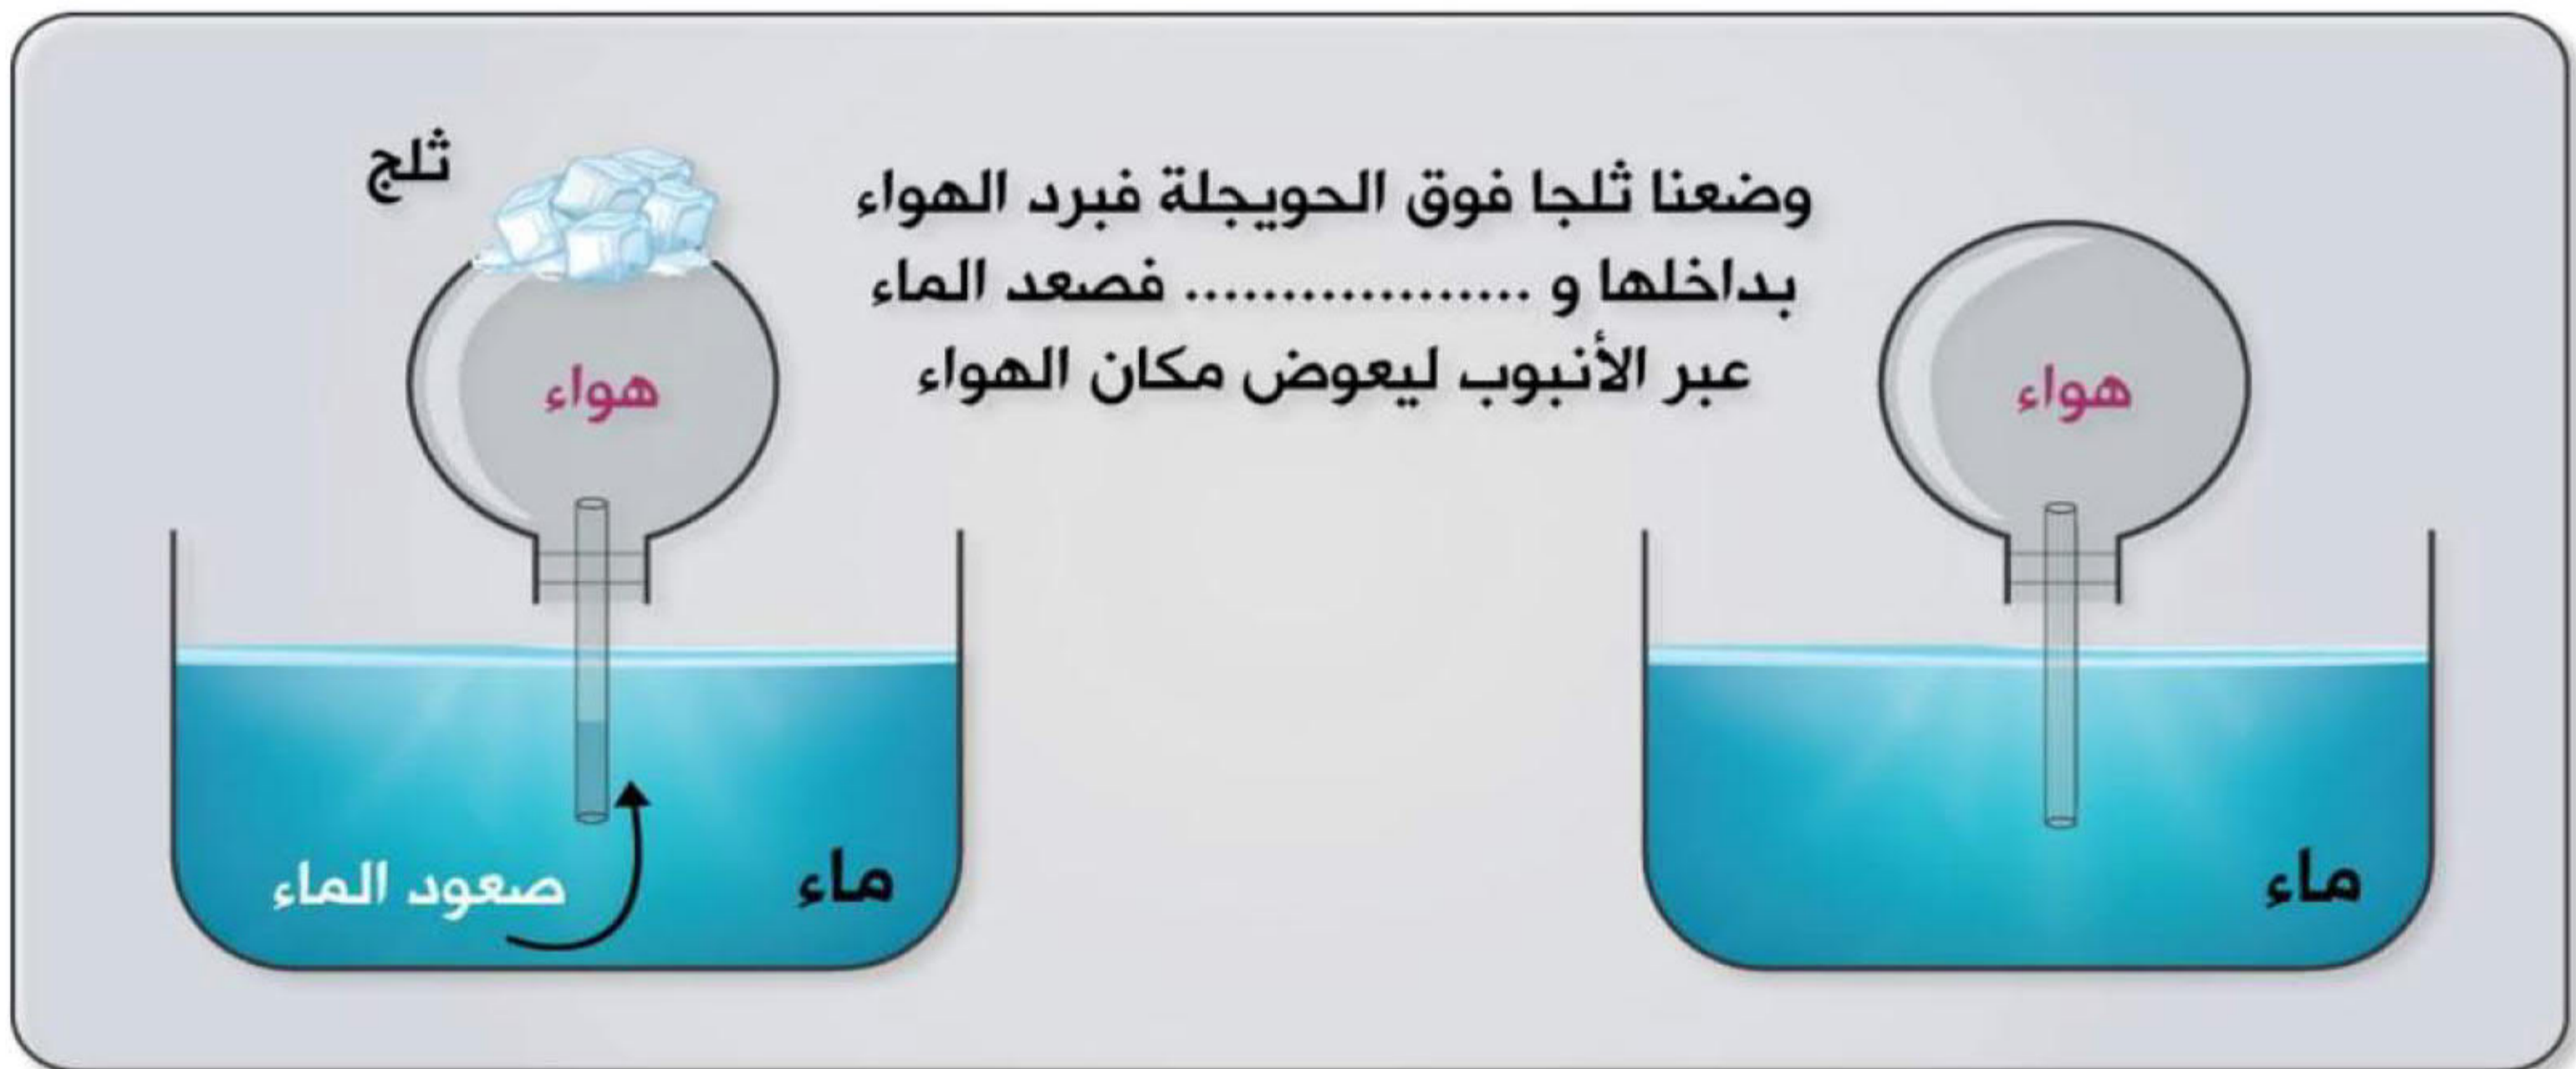 وضعنا ثلجا فوق الحويجلة فبرد الهواء
بداخلها و .................. فصعد الماء
عبر الأنبوب ليعوض مكان الهواء
هواء
ماء
ثلج
هواء
ماء
صعود الماء